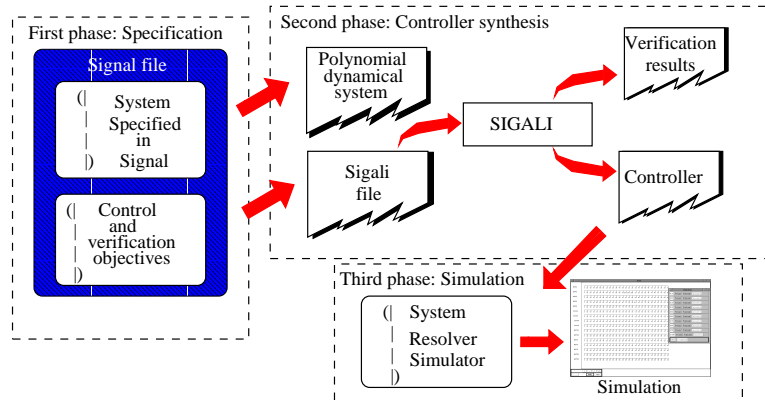 First phase: Specification
Signal file
(| System
| Specified
| in
|) Signal
(| Control
| and
| verification
| objectives
|)
Second phase: Controller synthesis
Polynomial
dynamical
system
Sigali
file
SIGALI
Verification
results
Controller
Third phase: Simulation
(| System
| Resolver
| Simulator
|)
Simulation